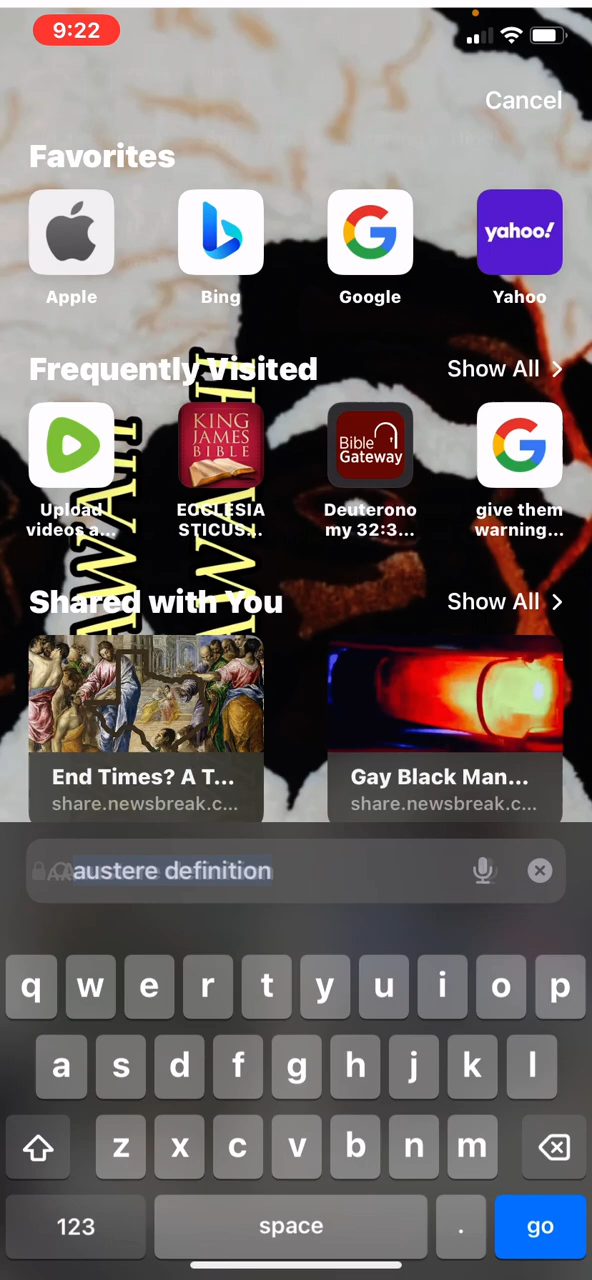 9:22
Cancel
Favorites
yahoo!
Apple Bing Google Yahoo
Frequently Visited Show All
KING
JAMES
BIBLE
Bible
Gateway
Upload
videos a...
ECCLESIA
STICUS...
Deuterono
my 32:3...
give them
warning...
Shared with You Show All
End Times? A T...
share.newsbreak.c...
Gay Black Man...
share.newsbreak.c...
austere definition
q w e r t y u i o p
a s d f g h j k l
z x c v b n m
123 space . go